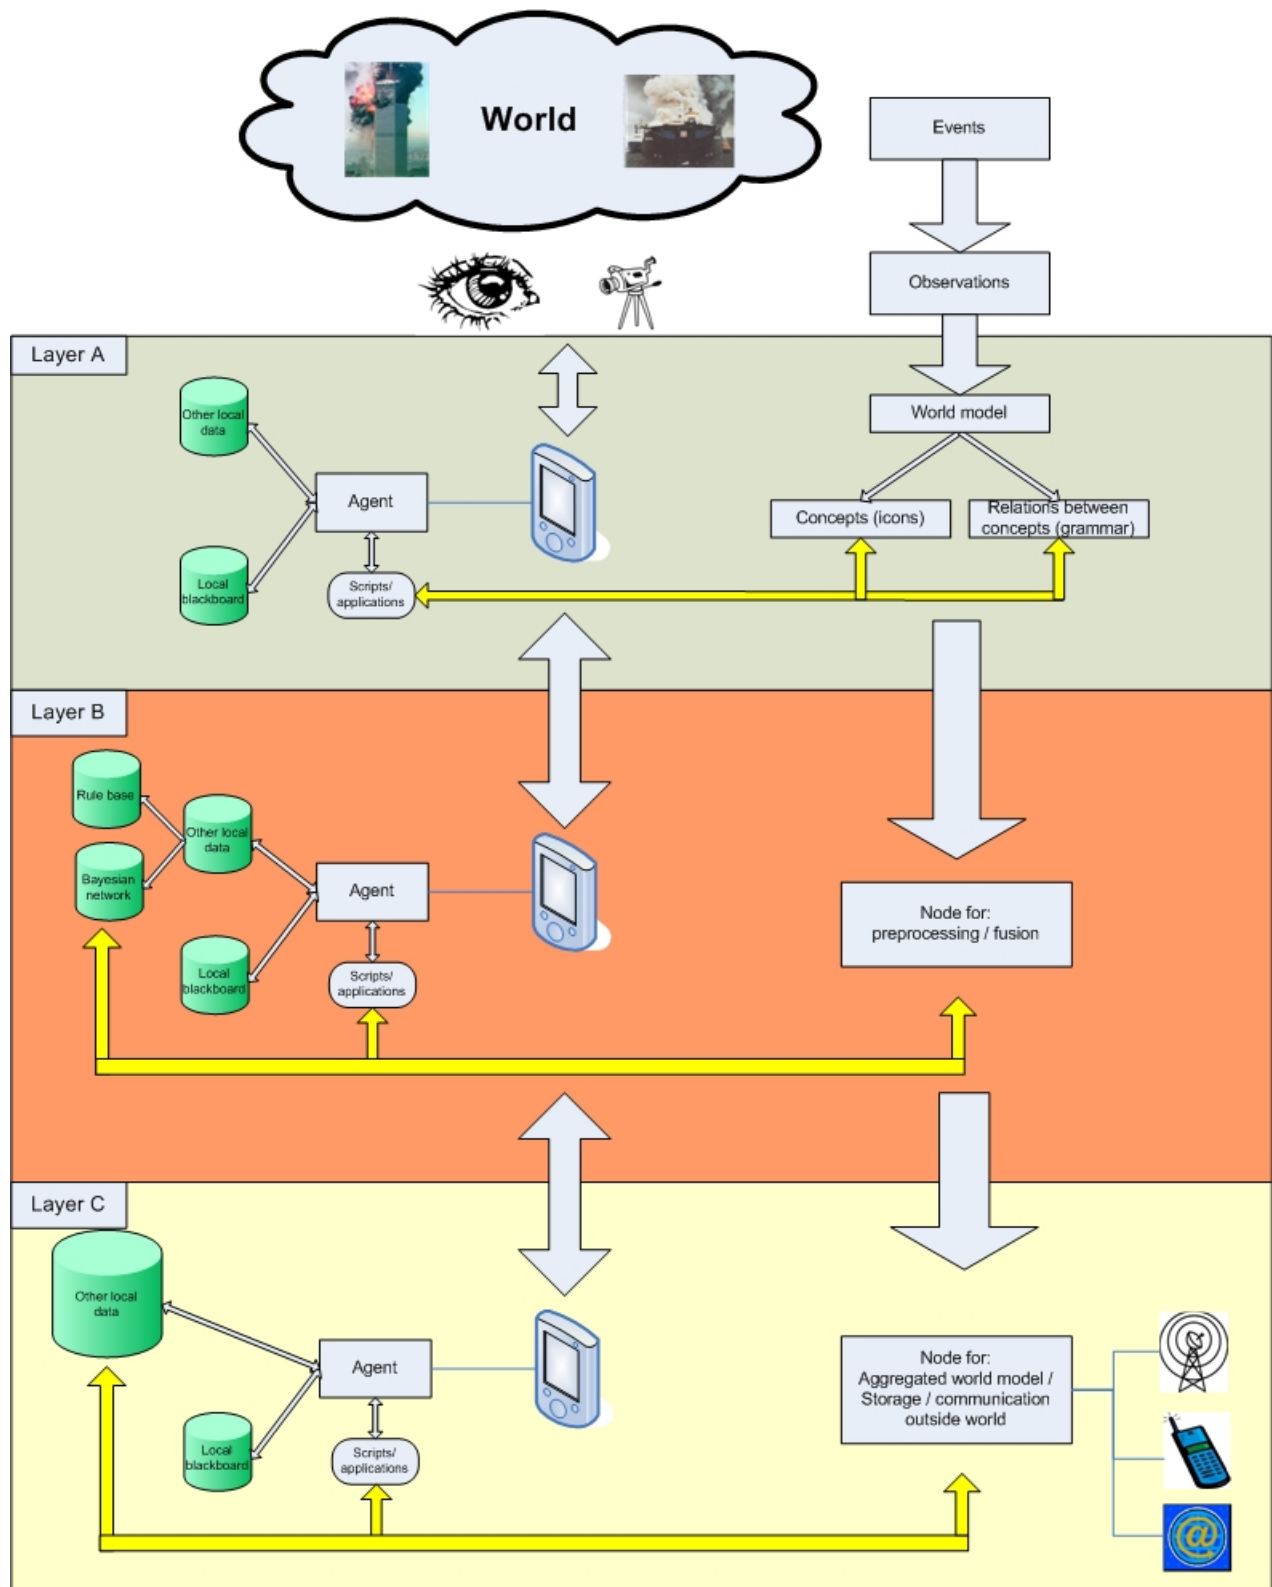 World
Events
Observations
Layer A
World model
Other local
data
Agent
Concepts (icons)
Relations between
concepts (grammar)
Local
blackboard
Scripts/
applications
Layer B
Rule base
Other local
data
Bayesian
network
Agent
Node for:
preprocessing / fusion
Local
blackboard
Scripts/
applications
Layer C
Other local
data
Agent
Node for:
Aggregated world model /
Storage / communication
outside world
Local
blackboard
Scripts/
applications
@